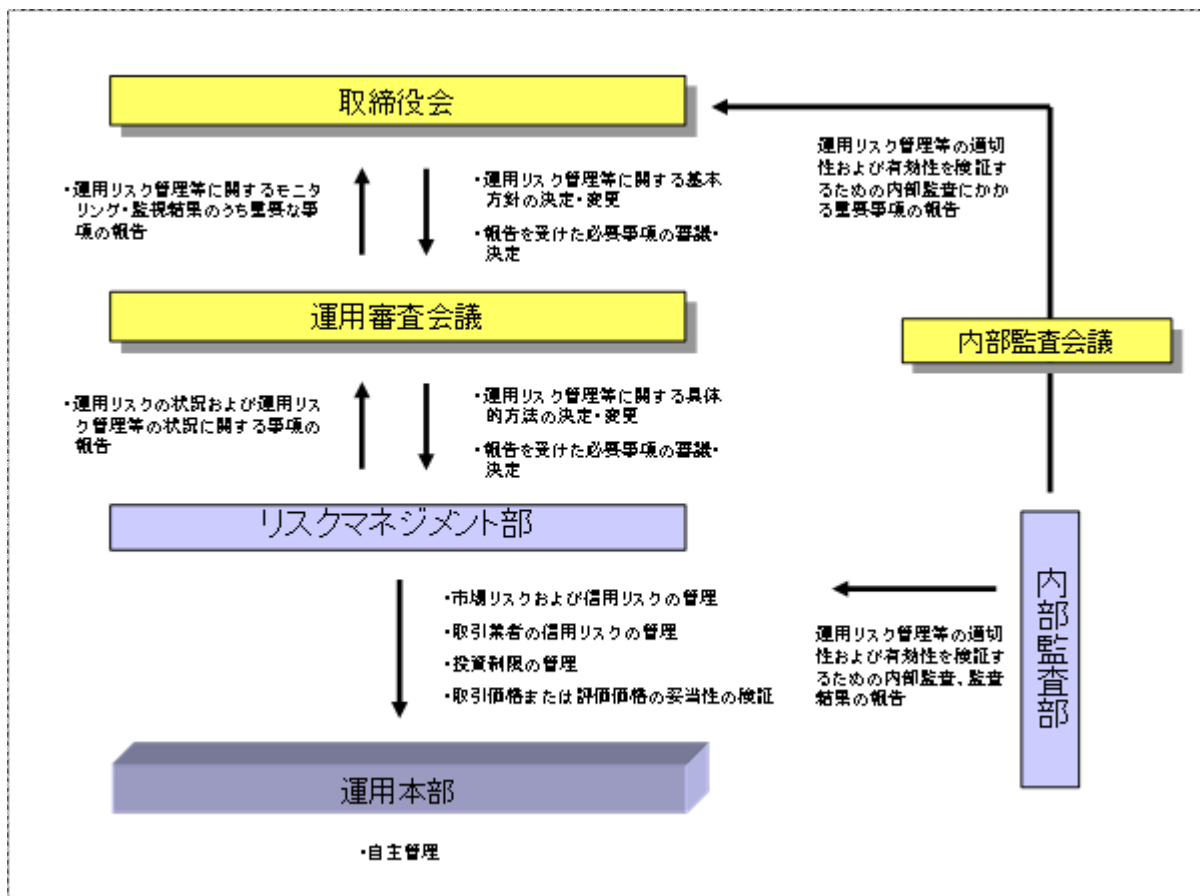 取締役会
・運用リスク管理等に関するモニ
タリング・監視結果のうち重要な事
項の報告
・運用リスク管理等に関する基本
方針の決定・変更
・報告を受けた必要事項の審議・
決定
運用リスク管理等の適切
性および有効性を検証す
るための内部監査にかか
る重要事項の報告
運用審査会議
内部監査会議
・運用リスクの状況および運用リス
ク管理等の状況に関する事項の
報告
・運用リスク管理等に関する具体
的方法の決定・変更
・報告を受けた必要事項の審議・
決定
リスクマネジメント部
内部監査部
・市場リスクおよび信用リスクの管理
・取引業者の信用リスクの管理
・投資制限の管理
・取引価格または評価価格の妥当性の検証
運用リスク管理等の適切
性および有効性を検証す
るための内部監査、監査
結果の報告
運用本部
・自主管理